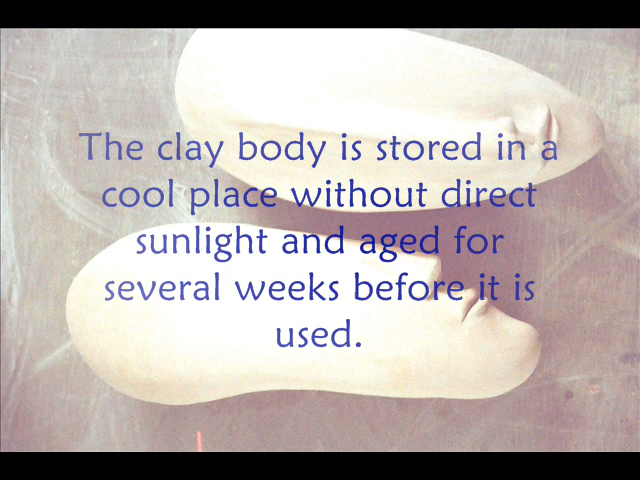 The clay body is stored in a
cool place without direct
sunlight and aged for
several weeks before it is
used.